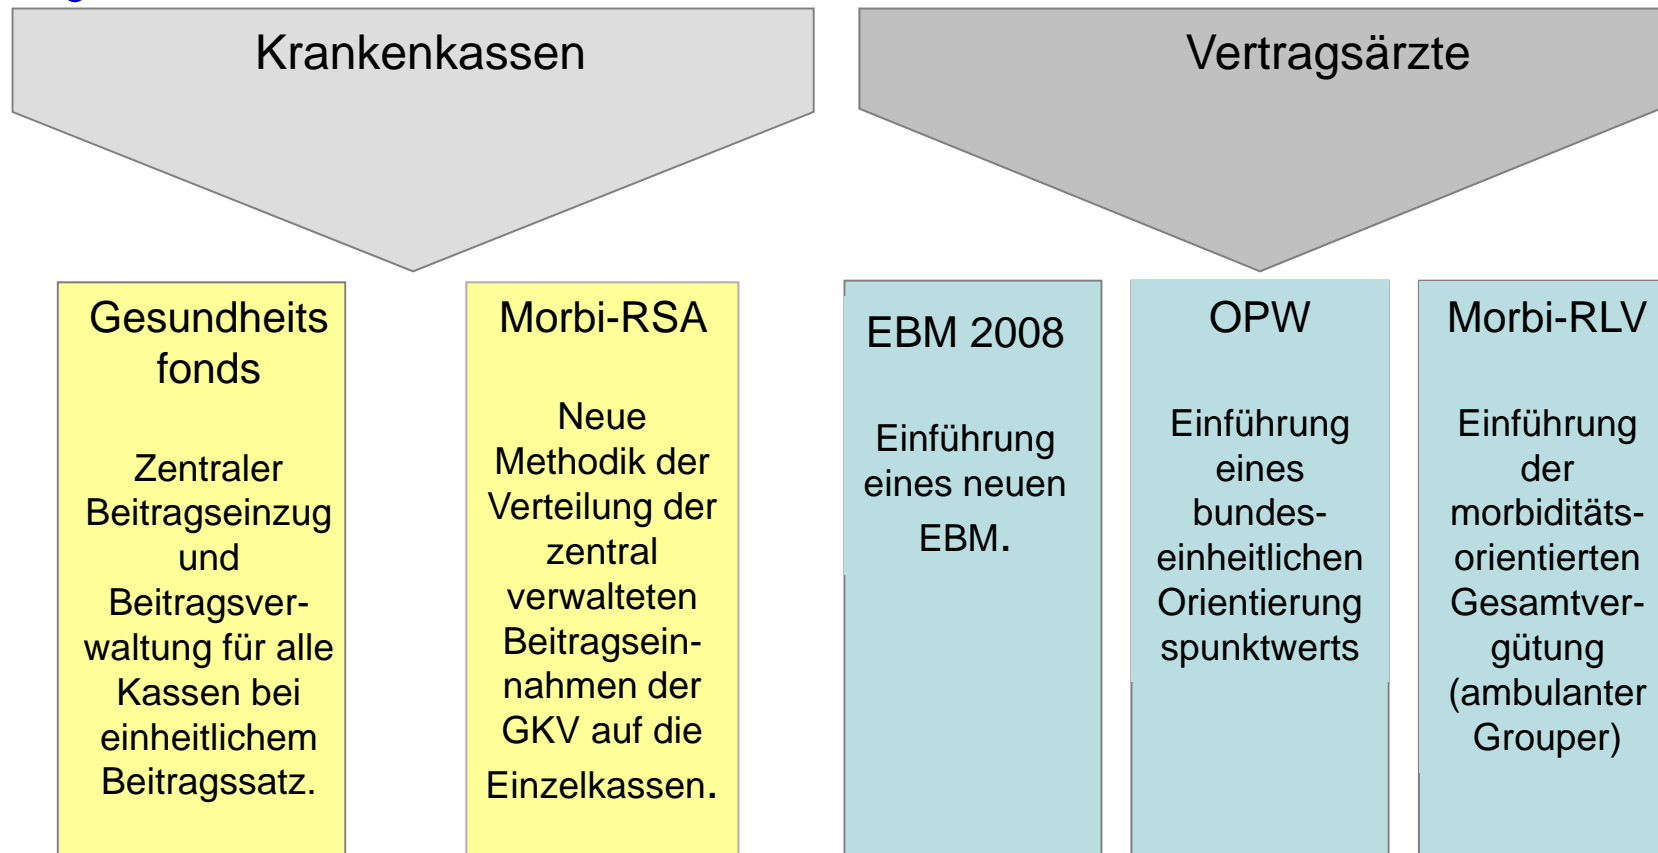 Krankenkassen
Vertragsärzte
Gesundheits
fonds
Zentraler
Beitragseinzug
und
Beitragsver-
waltung für alle
Kassen bei
einheitlichem
Beitragssatz.
Morbi-RSA
Neue
Methodik der
Verteilung der
zentral
verwalteten
Beitragsein-
nahmen der
GKV auf die
Einzelkassen.
EBM 2008
Einführung
eines neuen
EBM.
OPW
Einführung
eines
bundes-
einheitlichen
Orientierung
spunktwerts
Morbi-RLV
Einführung
der
morbiditäts-
orientierten
Gesamtver-
gütung
(ambulanter
Grouper)